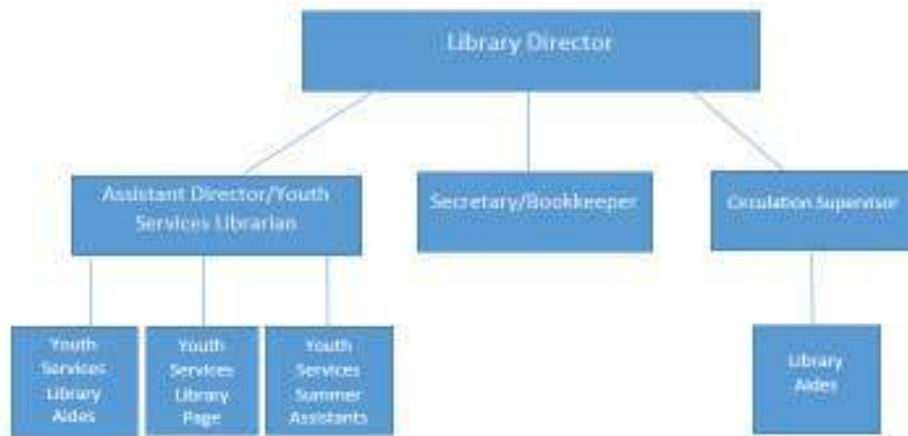 Library Director
Assistant Director/Youth
Services Librarian
Secretary/Bookkeeper
Circulation Supervisor
Youth
Services
Library
Aides
Youth
Services
Library
Page
Youth
Services
Summer
Assistants
Library
Aides